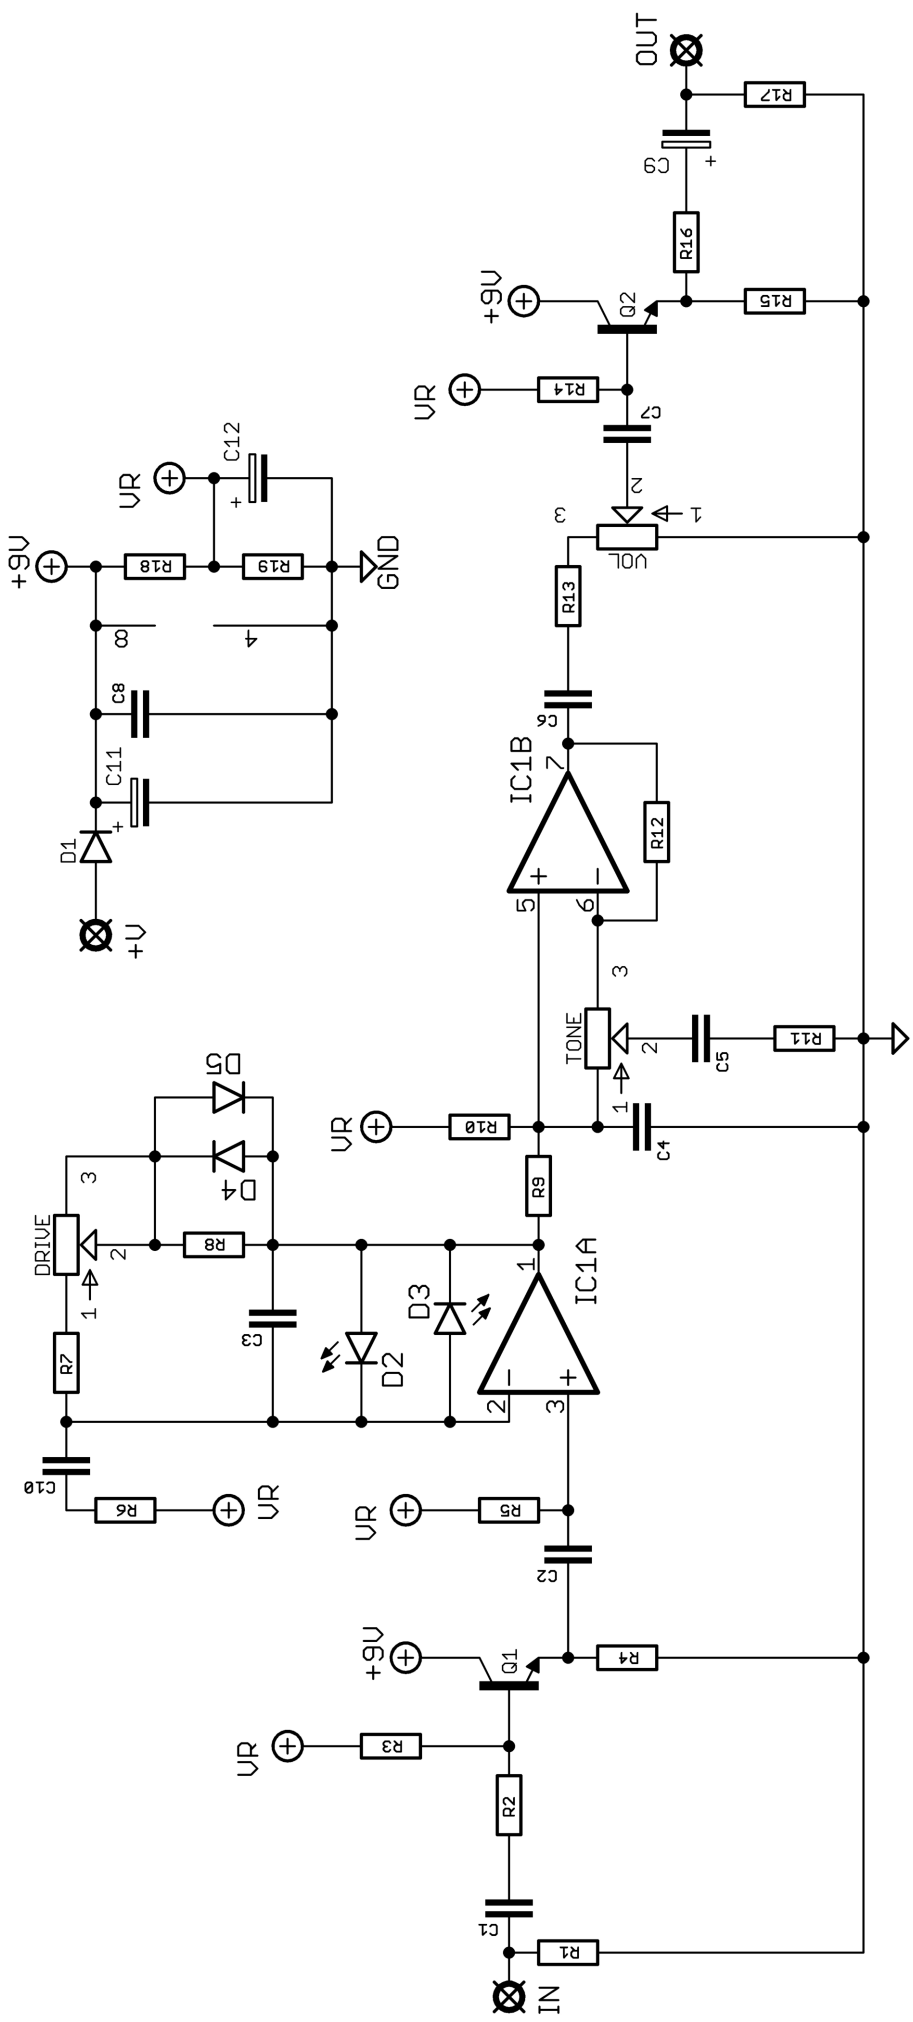 OUT
R17
C9
+
R16
+9V
Q2
R15
VR
R14
C7
2
3
1
VOL
R13
C6
+9V
VR
C12
+
R18
R19
GND
8
4
C8
C11
+
D1
+V
IC1B
7
5
+
6
−
R12
3
TONE
2
1
C5
R11
C4
VR
R10
R9
D5
D4
3
DRIVE
2
1
R8
R7
C3
D2
D3
1
IC1A
2
−
3
+
C10
R6
VR
VR
R5
C2
+9V
Q1
R4
VR
R3
R2
C1
R1
IN